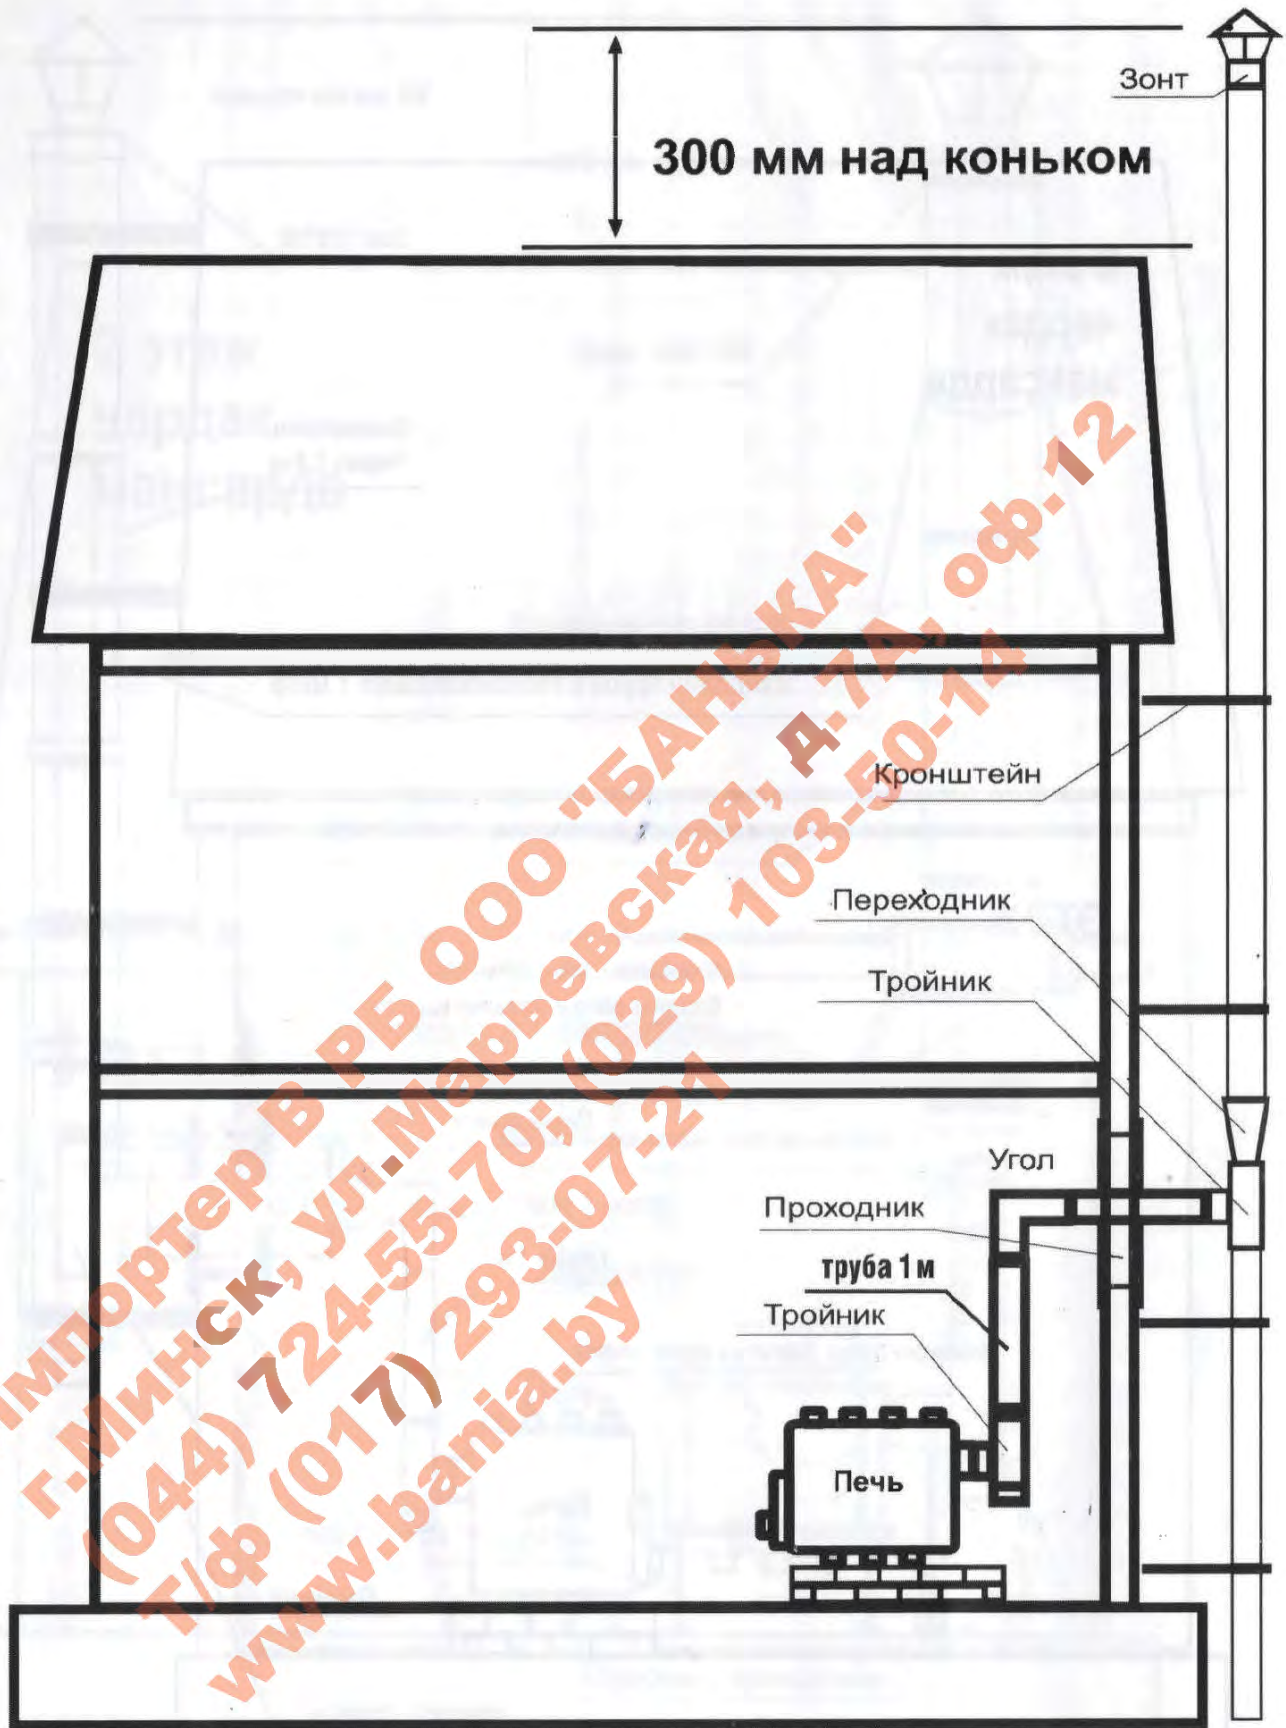 Зонт
300 мм над коньком
Кронштейн
Переходник
Тройник
Угол
Проходник
труба 1 м
Тройник
Печь
Импортер В РБ ООО "БАНЬКА"
г.Минск, ул.Марьевская, д.7А, оф.12
(044) 724-55-70; (029) 103-50-14
Т/ф (017) 293-07-21
www.bania.by